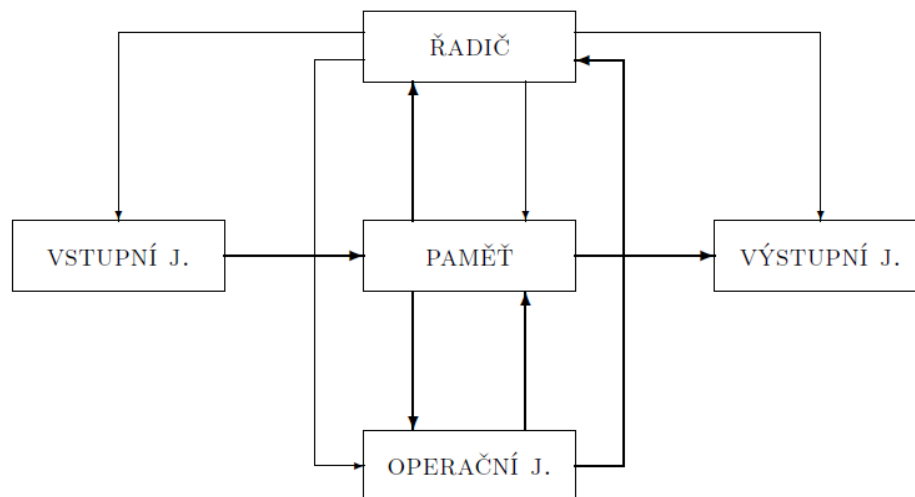 ŘADIČ
VSTUPNÍ J.
PAMĚŤ
VÝSTUPNÍ J.
OPERAČNÍ J.